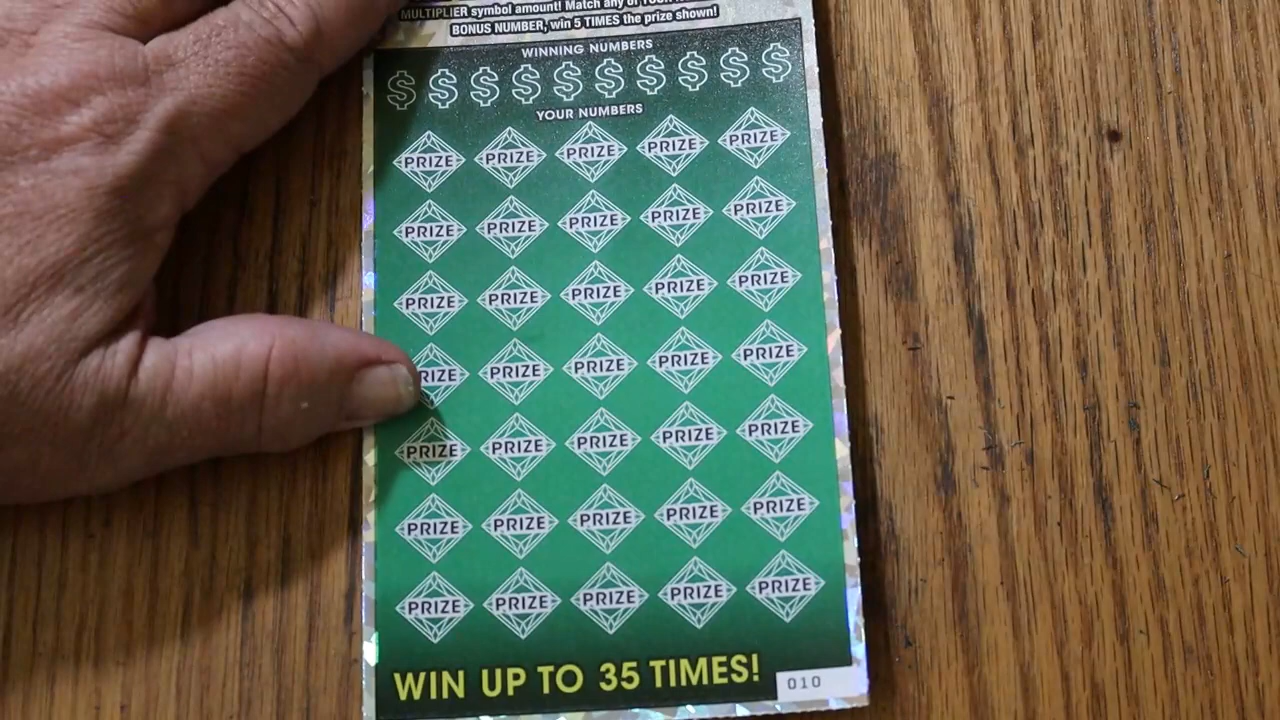 MULTIPLIER symbol amount! Match any of YOUR
BONUS NUMBER, win 5 TIMES the prize shown!
WINNING NUMBERS
$ $ $ $ $ $ $ $ $ $
YOUR NUMBERS
PRIZE PRIZE PRIZE PRIZE PRIZE
PRIZE PRIZE PRIZE PRIZE PRIZE
PRIZE PRIZE PRIZE PRIZE PRIZE
PRIZE PRIZE PRIZE PRIZE PRIZE
PRIZE PRIZE PRIZE PRIZE PRIZE
PRIZE PRIZE PRIZE PRIZE PRIZE
PRIZE PRIZE PRIZE PRIZE PRIZE
WIN UP TO 35 TIMES!
010